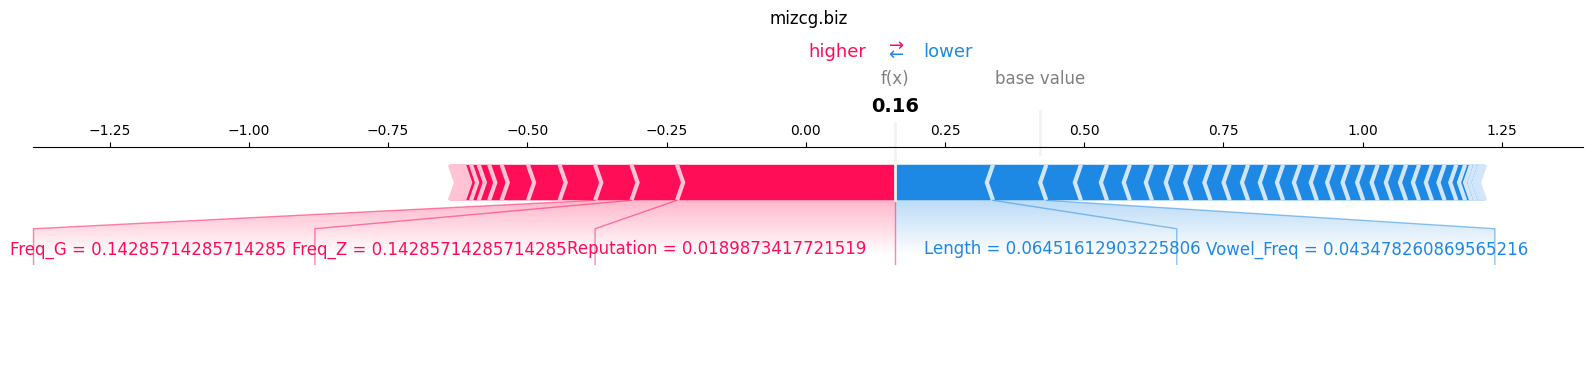 mizcg.biz
higher → ← lower
f(x) base value
0.16
−1.25 −1.00 −0.75 −0.50 −0.25 0.00 0.25 0.50 0.75 1.00 1.25
Freq_G = 0.14285714285714285 Freq_Z = 0.14285714285714285 Reputation = 0.0189873417721519 Length = 0.06451612903225806 Vowel_Freq = 0.043478260869565216